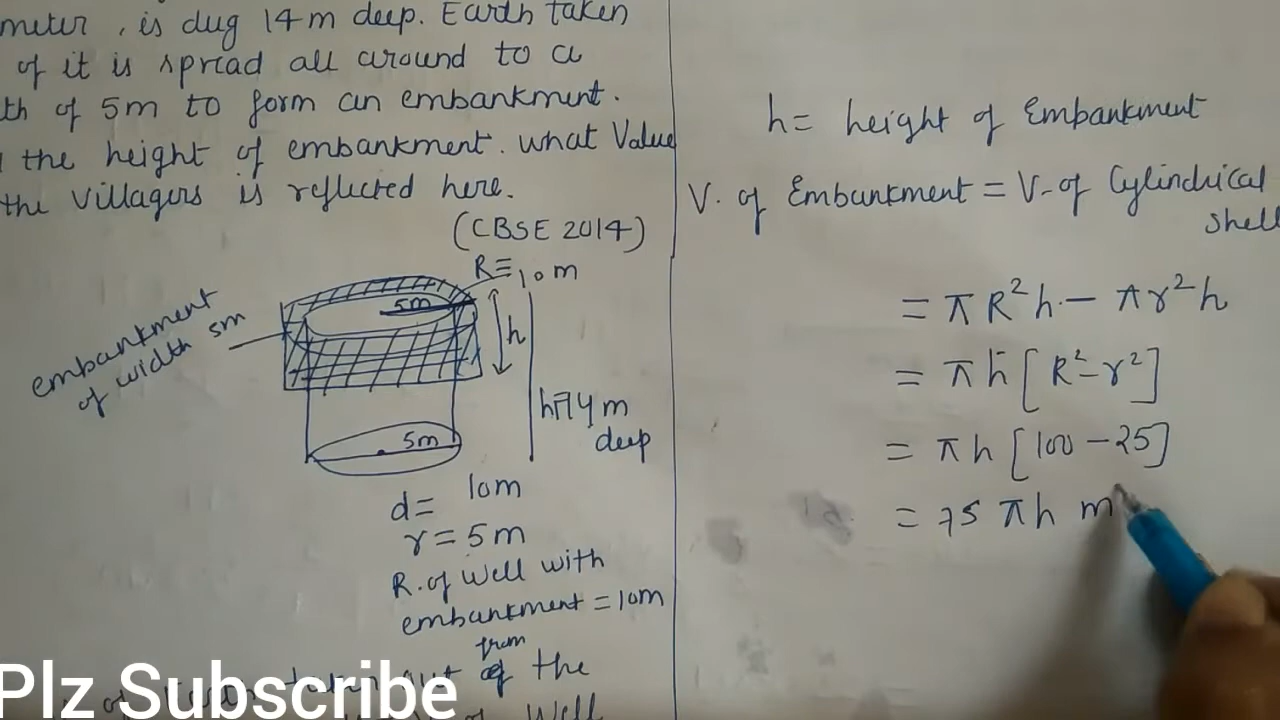 meter, is dug 14m deep. Earth taken
of it is spread all around to a
th of 5m to form an embankment.
the height of embankment. what Value
the villagers is reflected here.
(CBSE 2014)
R=10m
5m
embankment
of width 5m
h
h=14m
deep
5m
d= 10m
r=5m
R. of Well with
embankment = 10m
from
of the
Well
h= height of Embankment
V. of Embankment = V. of Cylindrical
shell
= πR²h - πr²h
= πh[R²-r²]
= πh[100-25]
= 75 πh m
Plz Subscribe